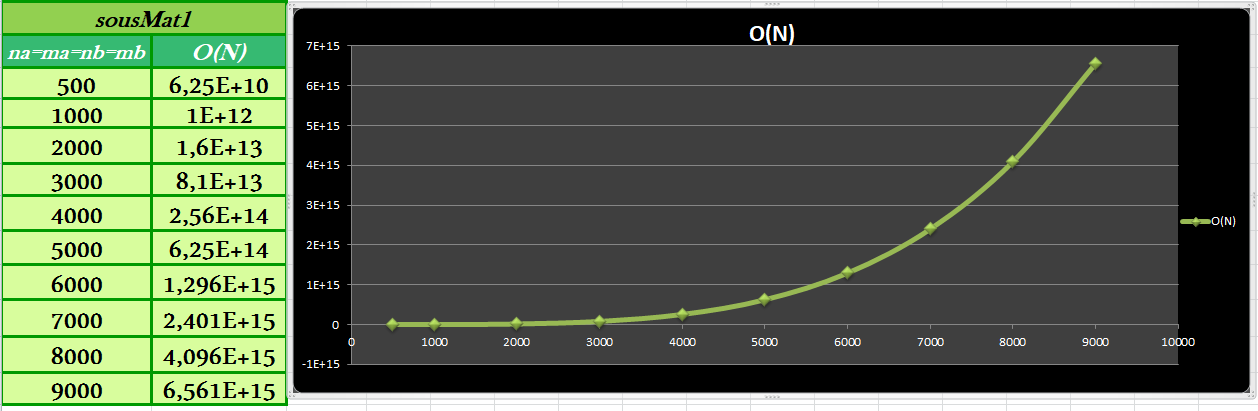 sousMat1
na=ma=nb=mb O(N)
500 6,25E+10
1000 1E+12
2000 1,6E+13
3000 8,1E+13
4000 2,56E+14
5000 6,25E+14
6000 1,296E+15
7000 2,401E+15
8000 4,096E+15
9000 6,561E+15
O(N)
7E+15
6E+15
5E+15
4E+15
3E+15
2E+15
1E+15
0
-1E+15
0 1000 2000 3000 4000 5000 6000 7000 8000 9000 10000
O(N)